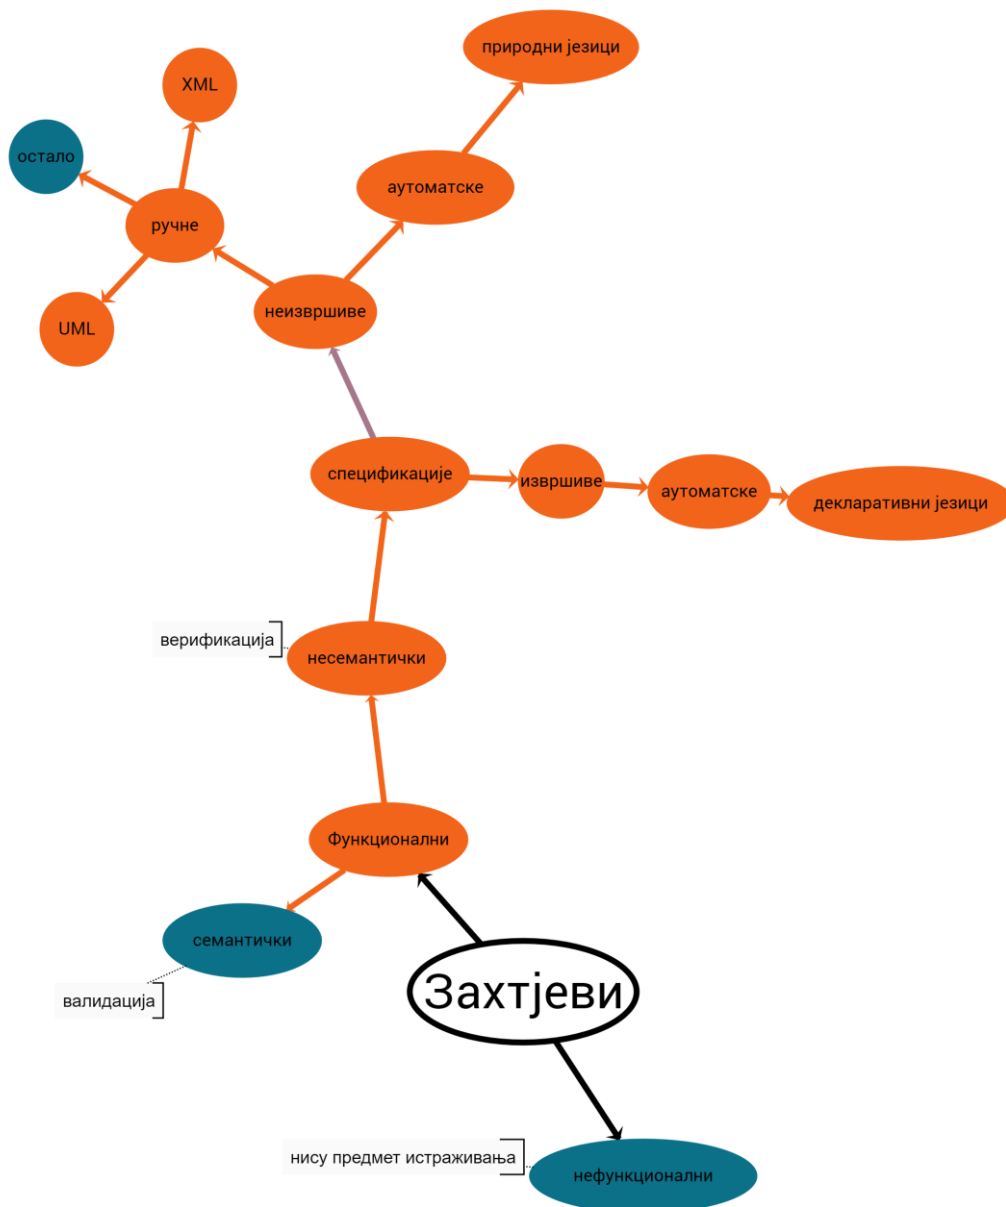 природни језици
XML
остало
аутоматске
ручне
неизвршиве
UML
спецификације
извршиве
аутоматске
декларативни језици
верификација
несемантички
Функционални
семантички
валидација
Захтјеви
нису предмет истраживања
нефункционални